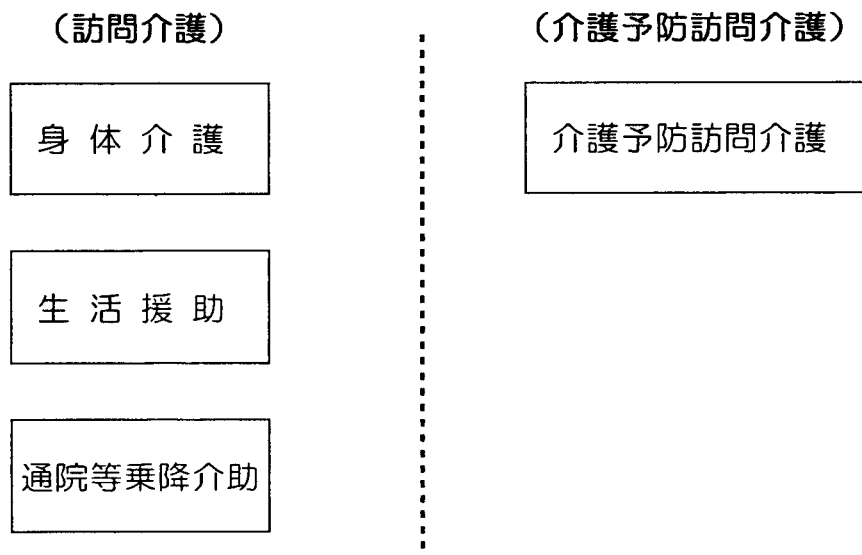 （訪問介護）
身体介護
生活援助
通院等乗降介助
（介護予防訪問介護）
介護予防訪問介護